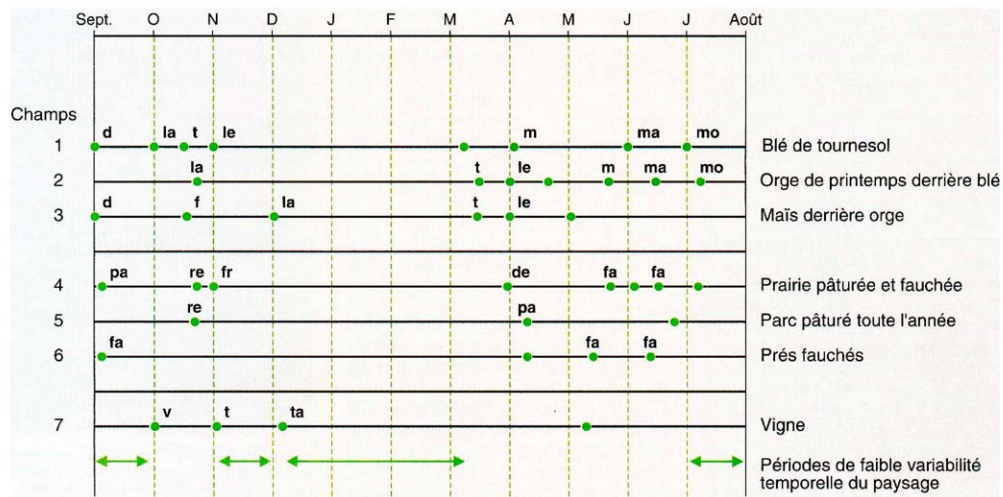 Sept. O N D J F M A M J J Août
Champs
d la t le m ma mo
1 Blé de tournesol
la t le m ma mo
2 Orge de printemps derrière blé
d f la t le
3 Maïs derrière orge
pa re fr de fa fa
4 Prairie pâturée et fauchée
re pa
5 Parc pâturé toute l'année
fa fa fa
6 Prés fauchés
v t ta
7 Vigne
Périodes de faible variabilité
temporelle du paysage